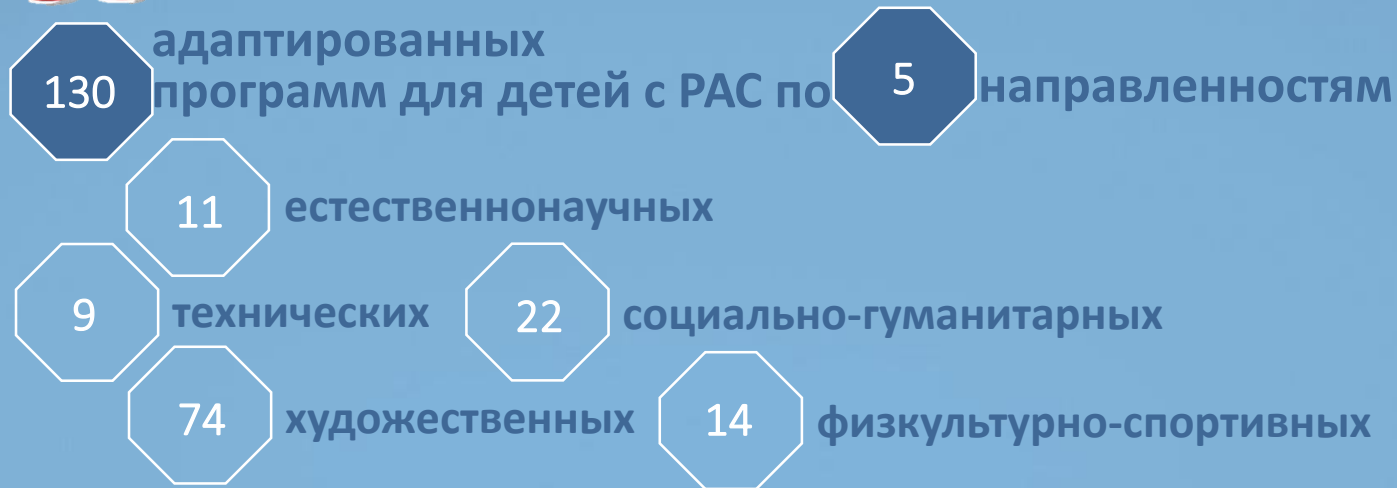 адаптированных
130 программ для детей с РАС по 5 направленностям
11 естественнонаучных
9 технических 22 социально-гуманитарных
74 художественных 14 физкультурно-спортивных